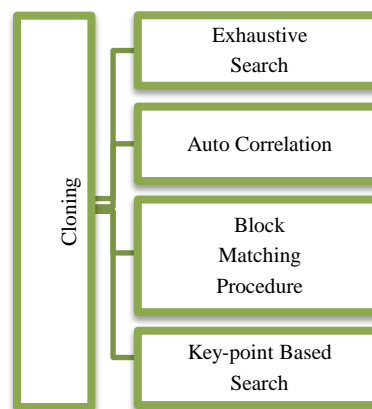 Cloning
Exhaustive
Search
Auto Correlation
Block
Matching
Procedure
Key-point Based
Search